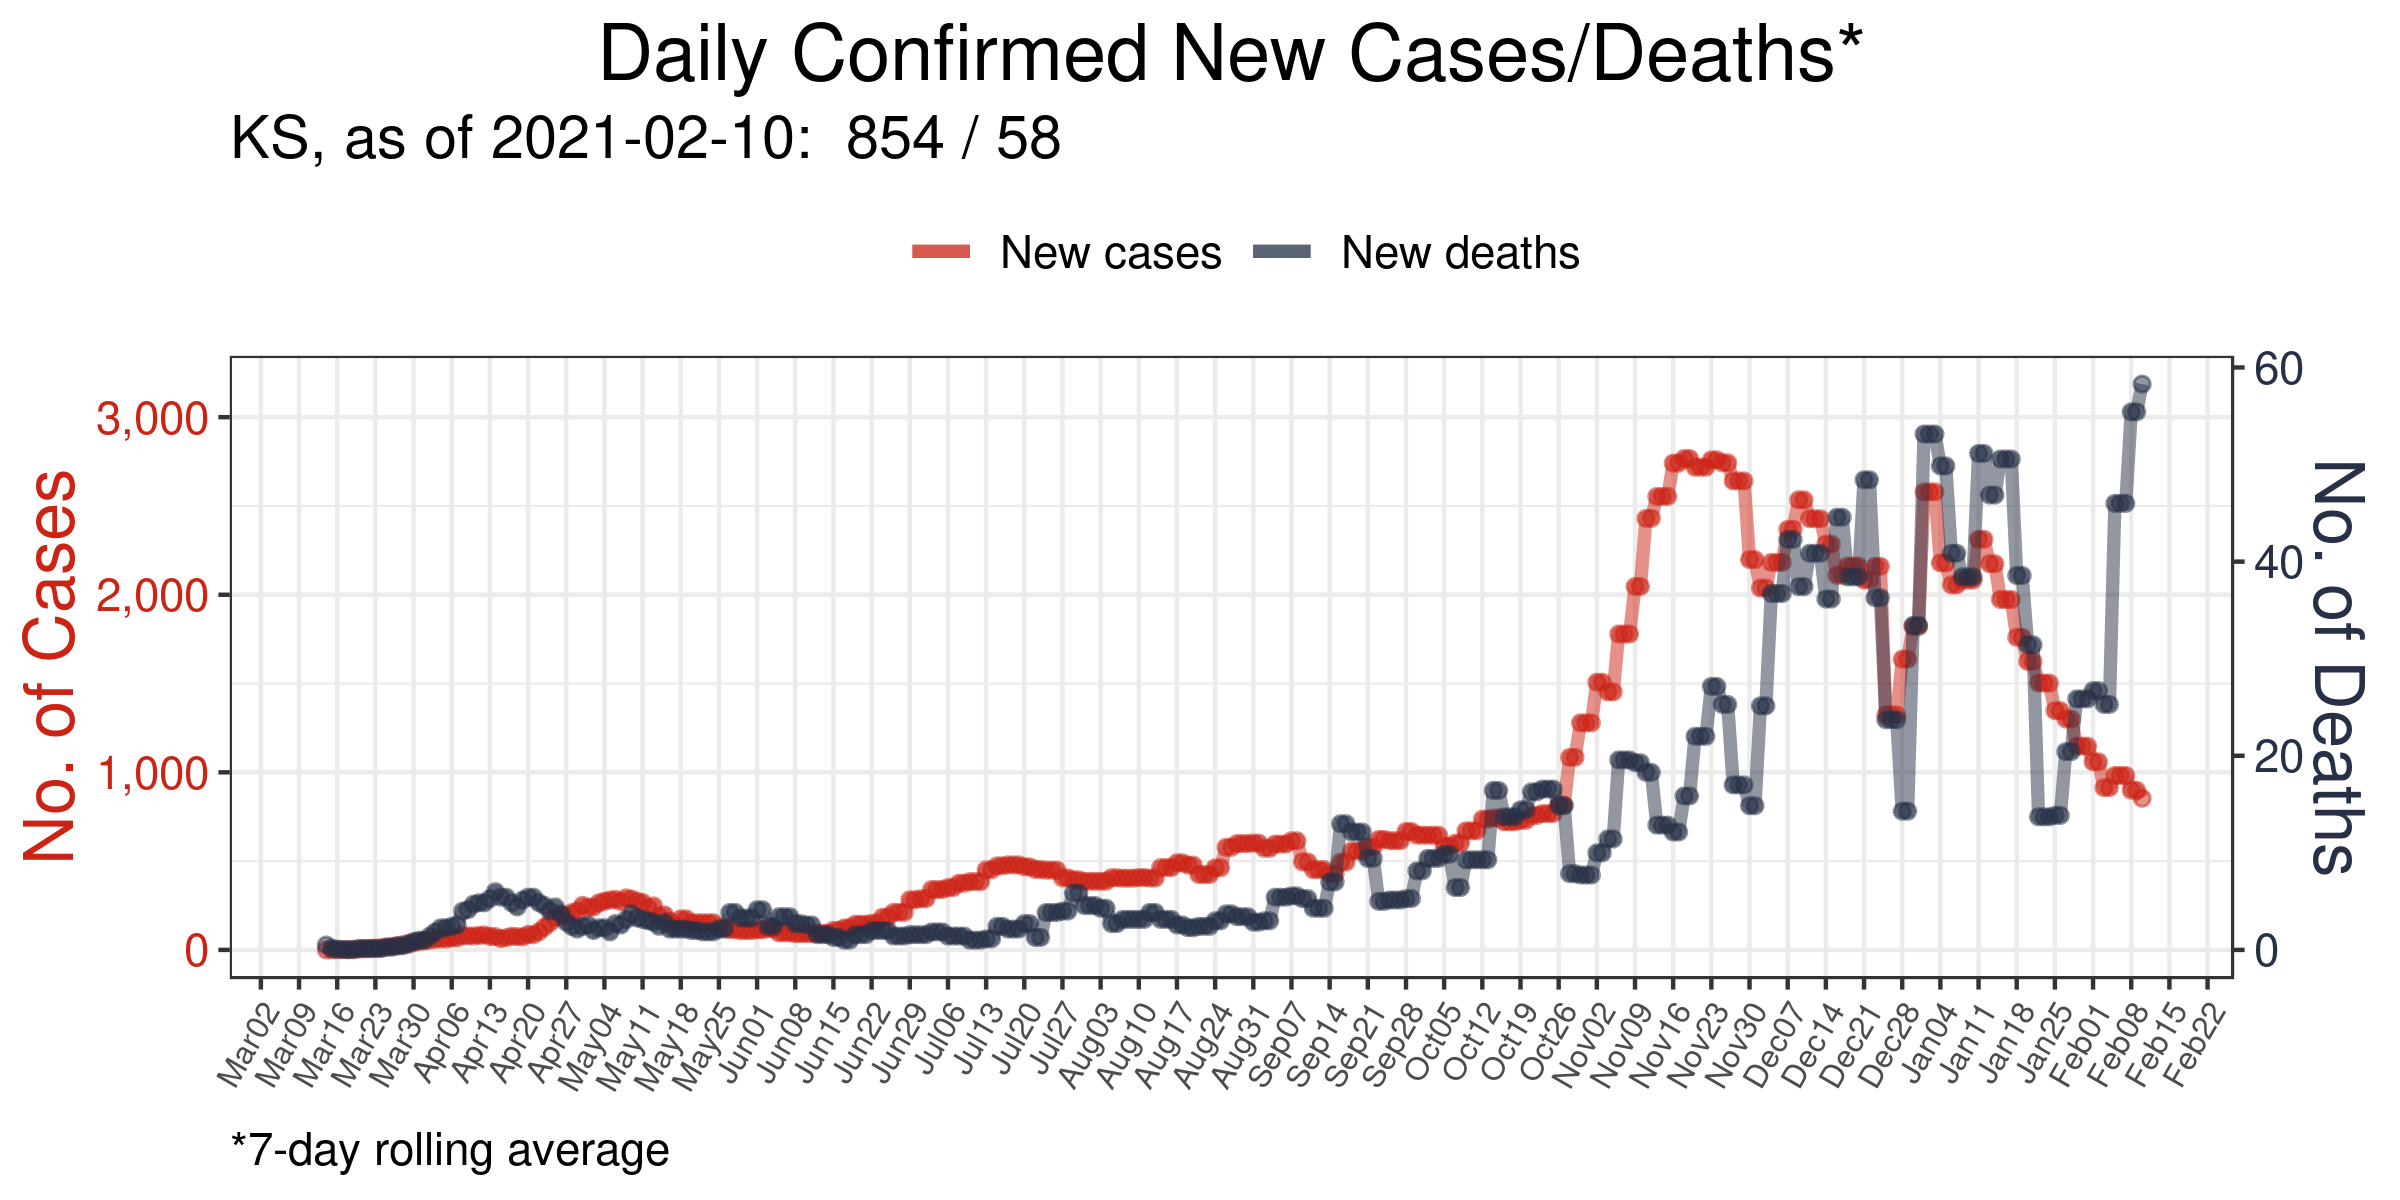 Daily Confirmed New Cases/Deaths*
KS, as of 2021-02-10:  854 / 58
New cases New deaths
No. of Cases
3,000
2,000
1,000
0
60
40
20
0
No. of Deaths
Mar02 Mar09 Mar16 Mar23 Mar30 Apr06 Apr13 Apr20 Apr27 May04 May11 May18 May25 Jun01 Jun08 Jun15 Jun22 Jun29 Jul06 Jul13 Jul20 Jul27 Aug03 Aug10 Aug17 Aug24 Aug31 Sep07 Sep14 Sep21 Sep28 Oct05 Oct12 Oct19 Oct26 Nov02 Nov09 Nov16 Nov23 Nov30 Dec07 Dec14 Dec21 Dec28 Jan04 Jan11 Jan18 Jan25 Feb01 Feb08 Feb15 Feb22
*7-day rolling average